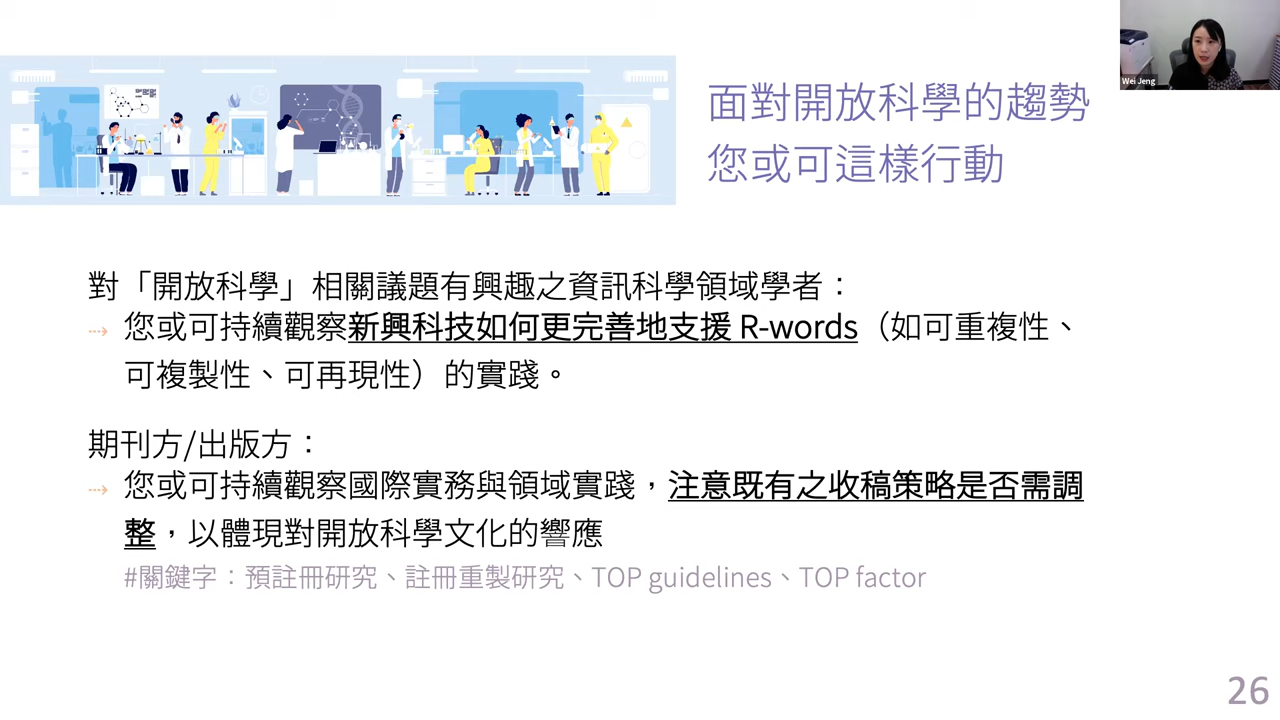 Wei Jeng
面對開放科學的趨勢
您或可這樣行動
對「開放科學」相關議題有興趣之資訊科學領域學者：
⇢ 您或可持續觀察新興科技如何更完善地支援 R-words（如可重複性、
可複製性、可再現性）的實踐。
期刊方/出版方：
⇢ 您或可持續觀察國際實務與領域實踐，注意既有之收稿策略是否需調
整，以體現對開放科學文化的響應
#關鍵字：預註冊研究、註冊重製研究、TOP guidelines、TOP factor
26